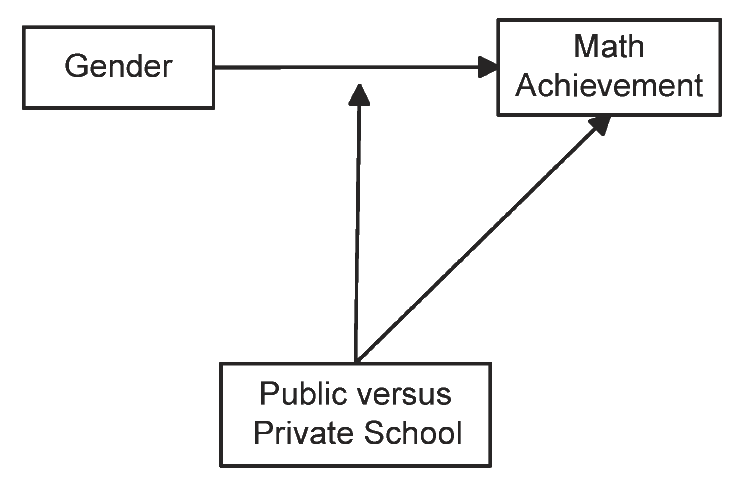 Gender
Math
Achievement
Public versus
Private School